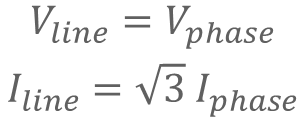 V_line = V_phase
I_line = √3 I_phase